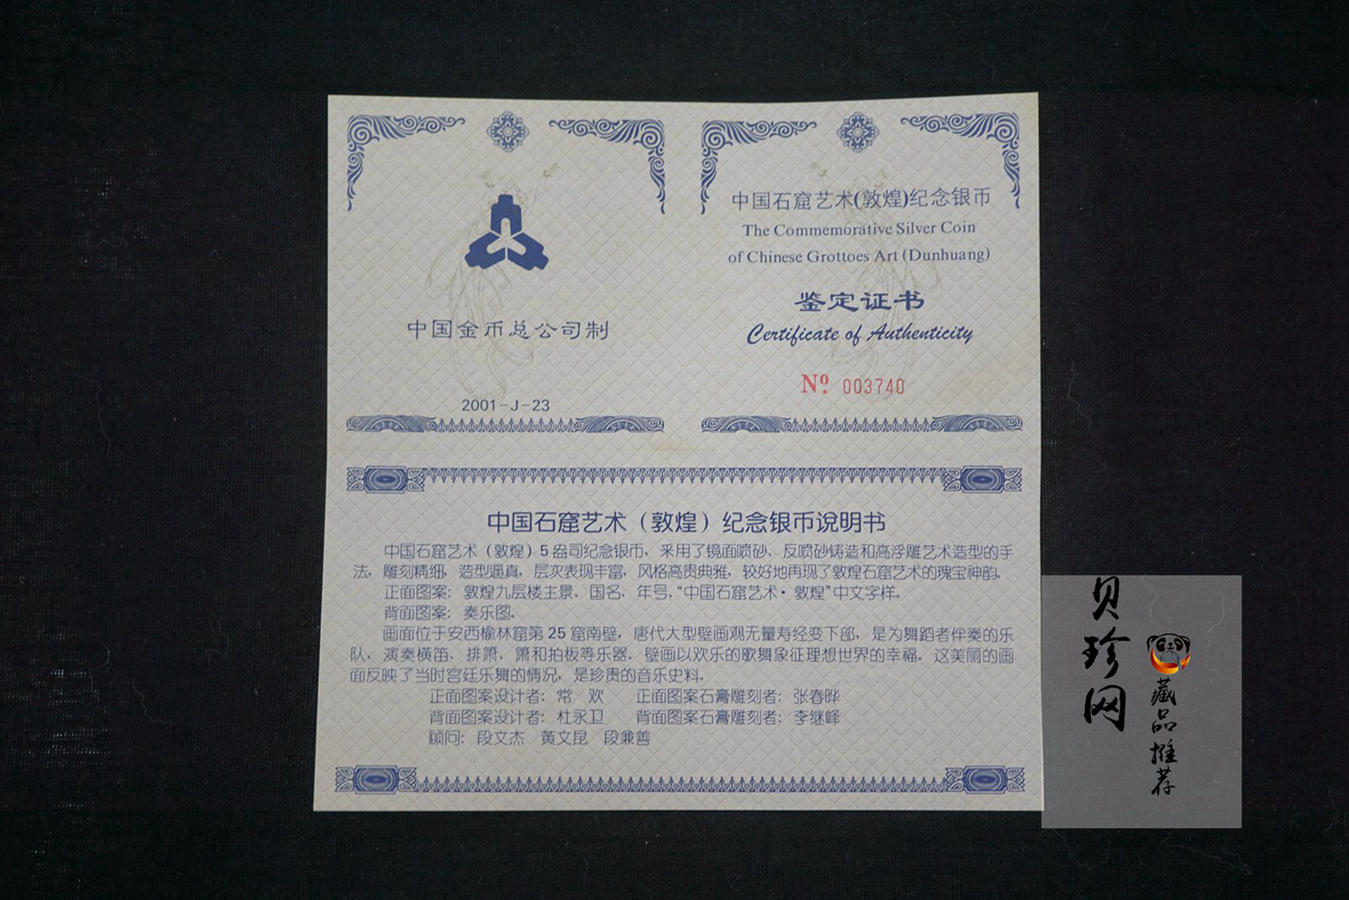 中国金币总公司制
2001-J-23
中国石窟艺术(敦煌)纪念银币
The Commemorative Silver Coin
of Chinese Grottoes Art (Dunhuang)
鉴定证书
Certificate of Authenticity
Nº 003740
中国石窟艺术（敦煌）纪念银币说明书
中国石窟艺术（敦煌）5盎司纪念银币，采用了镜面喷砂、反喷砂铸造和高浮雕艺术造型的手
法，雕刻精细，造型逼真，层次表现丰富，风格高贵典雅，较好地再现了敦煌石窟艺术的瑰宝神韵。
正面图案：敦煌九层楼主景、国名、年号，“中国石窟艺术·敦煌”中文字样。
背面图案：奏乐图。
画面位于安西榆林窟第25窟南壁，唐代大型壁画观无量寿经变下部，是为舞蹈者伴奏的乐
队，演奏横笛、排箫、箫和拍板等乐器。壁画以欢乐的歌舞象征理想世界的幸福。这美丽的画
面反映了当时宫廷乐舞的情况，是珍贵的音乐史料。
正面图案设计者：常　欢　　正面图案石膏雕刻者：张春晔
背面图案设计者：杜永卫　　背面图案石膏雕刻者：李继峰
顾问：段文杰　黄文昆　段兼善
贝珍网
藏品推荐